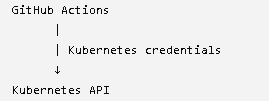 GitHub Actions
|
| Kubernetes credentials
↓
Kubernetes API